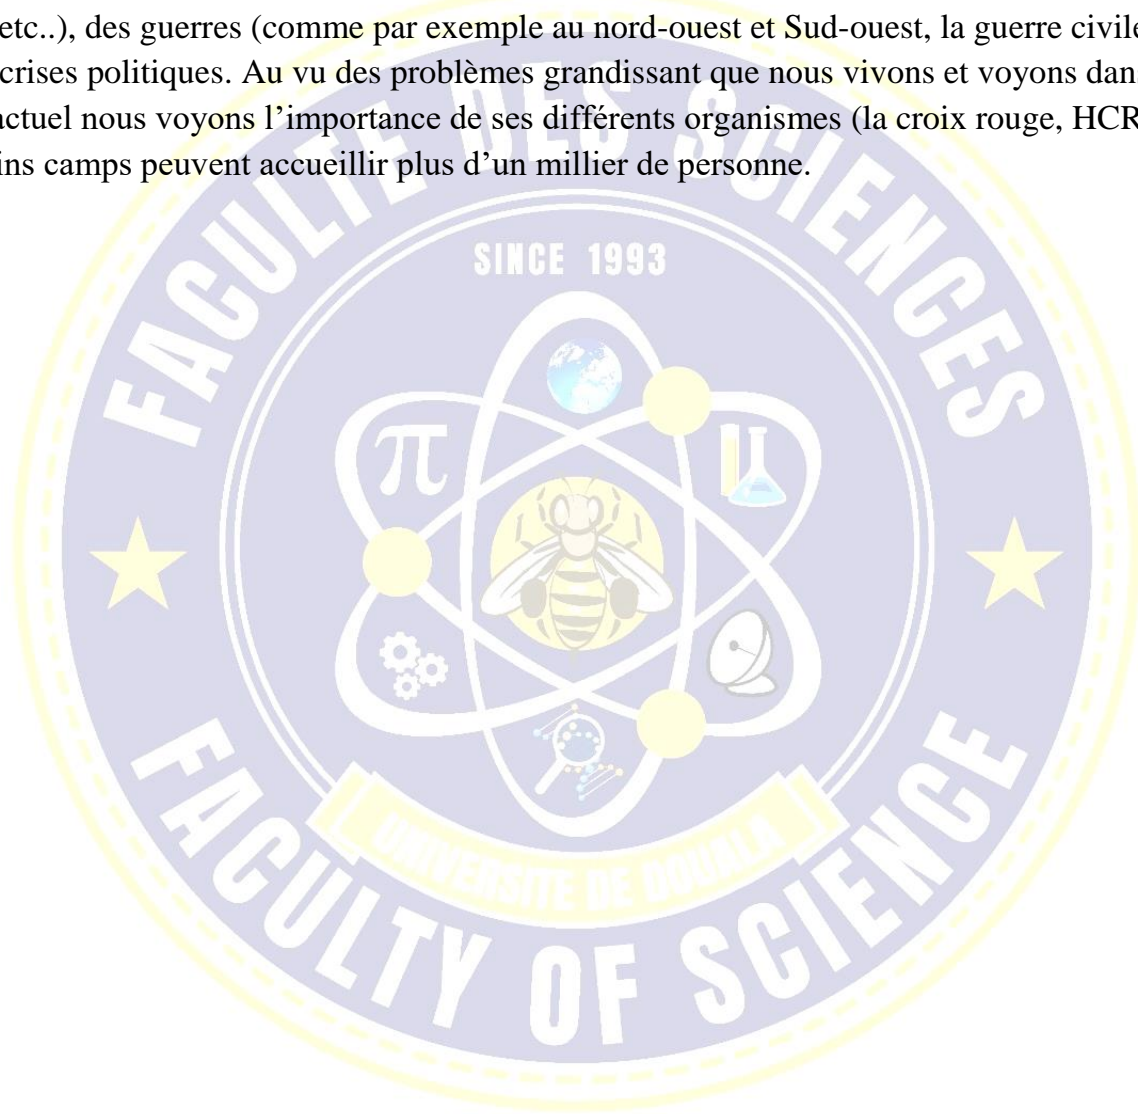 etc..), des guerres (comme par exemple au nord-ouest et Sud-ouest, la guerre civile
crises politiques. Au vu des problèmes grandissant que nous vivons et voyons dan
actuel nous voyons l’importance de ses différents organismes (la croix rouge, HCR
ins camps peuvent accueillir plus d’un millier de personne.
FACULTE DES SCIENCES
SINCE 1993
π
UNIVERSITE DE DOUALA
FACULTY OF SCIENCE